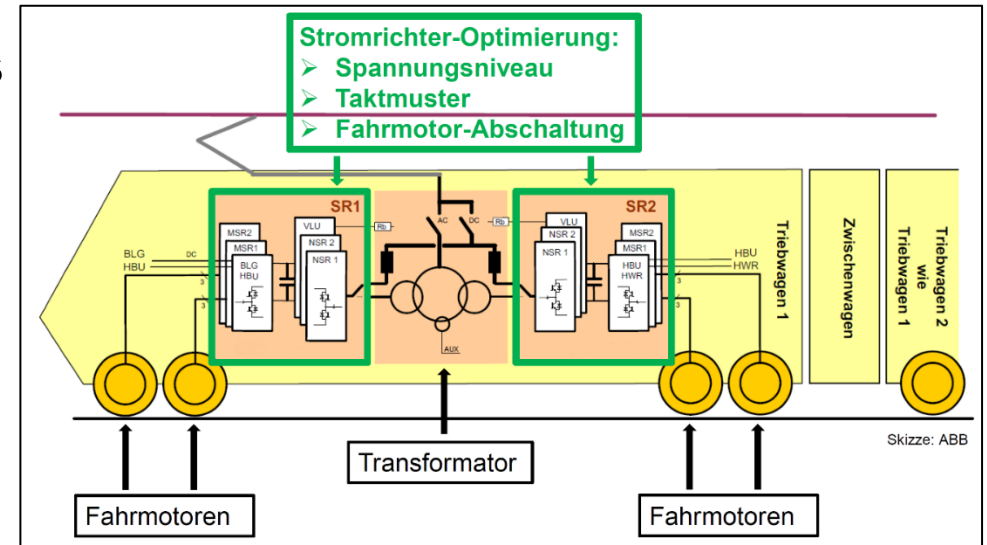 Stromrichter-Optimierung:
➢ Spannungsniveau
➢ Taktmuster
➢ Fahrmotor-Abschaltung
SR1
MSR2
MSR1
BLG
HBU
VLU
NSR 2
NSR 1
Rb
BLG
HBU
DC
3
3
AC
DC
Rb
AUX
SR2
VLU
NSR 2
NSR 1
MSR2
MSR1
HBU
HWR
HBU
HWR
3
3
Triebwagen 1
Zwischenwagen
Triebwagen 2
wie
Triebwagen 1
Skizze: ABB
Transformator
Fahrmotoren
Fahrmotoren